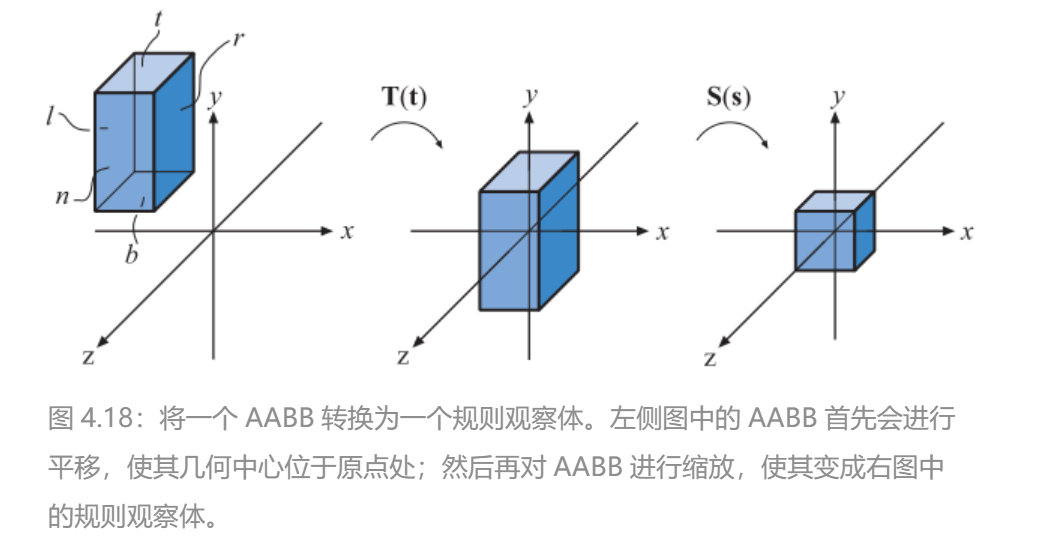 t
r
l
n
b
y
x
z
T(t)
y
x
z
S(s)
y
x
z
图 4.18：将一个 AABB 转换为一个规则观察体。左侧图中的 AABB 首先会进行
平移，使其几何中心位于原点处；然后再对 AABB 进行缩放，使其变成右图中
的规则观察体。